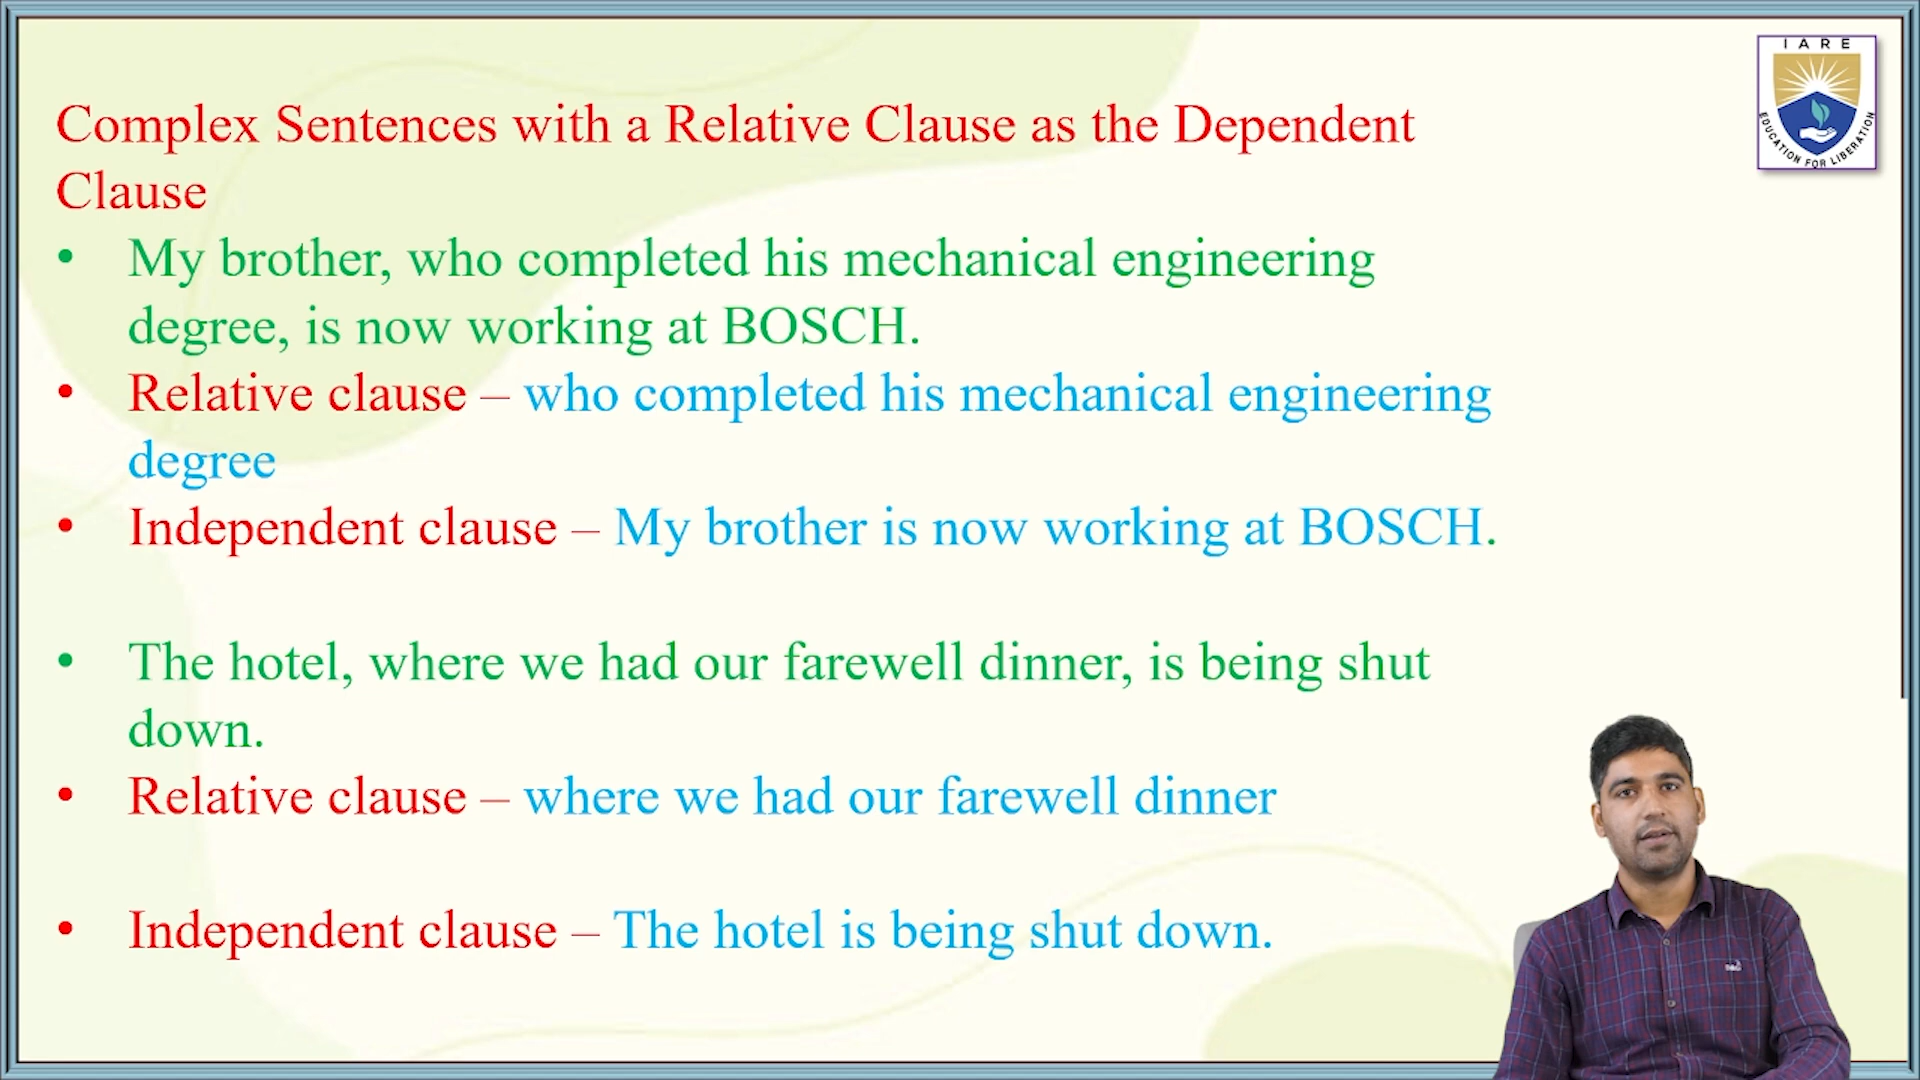 IARE
EDUCATION FOR LIBERATION
Complex Sentences with a Relative Clause as the Dependent
Clause
• My brother, who completed his mechanical engineering
degree, is now working at BOSCH.
• Relative clause – who completed his mechanical engineering
degree
• Independent clause – My brother is now working at BOSCH.
• The hotel, where we had our farewell dinner, is being shut
down.
• Relative clause – where we had our farewell dinner
• Independent clause – The hotel is being shut down.